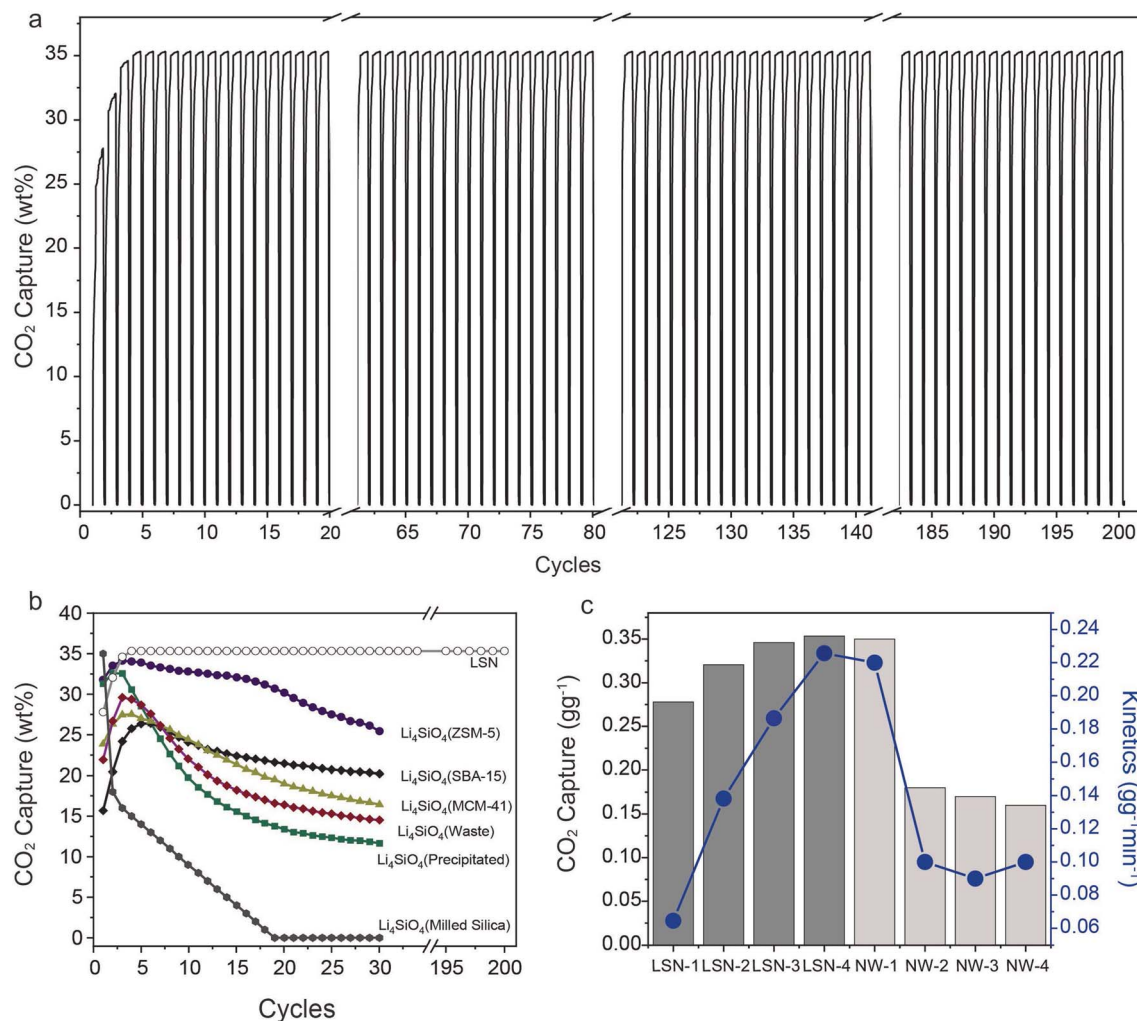 a
35
30
25
20
15
10
5
0
CO₂ Capture (wt%)
0 5 10 15 20 65 70 75 80 125 130 135 140 185 190 195 200
Cycles
b
40
35
30
25
20
15
10
5
0
CO₂ Capture (wt%)
LSN
Li₄SiO₄(ZSM-5)
Li₄SiO₄(SBA-15)
Li₄SiO₄(MCM-41)
Li₄SiO₄(Waste)
Li₄SiO₄(Precipitated)
Li₄SiO₄(Milled Silica)
0 5 10 15 20 25 30 195 200
Cycles
c
0.35
0.30
0.25
0.20
0.15
0.10
0.05
0.00
CO₂ Capture (gg⁻¹)
0.24
0.22
0.20
0.18
0.16
0.14
0.12
0.10
0.08
0.06
Kinetics (gg⁻¹min⁻¹)
LSN-1 LSN-2 LSN-3 LSN-4 NW-1 NW-2 NW-3 NW-4